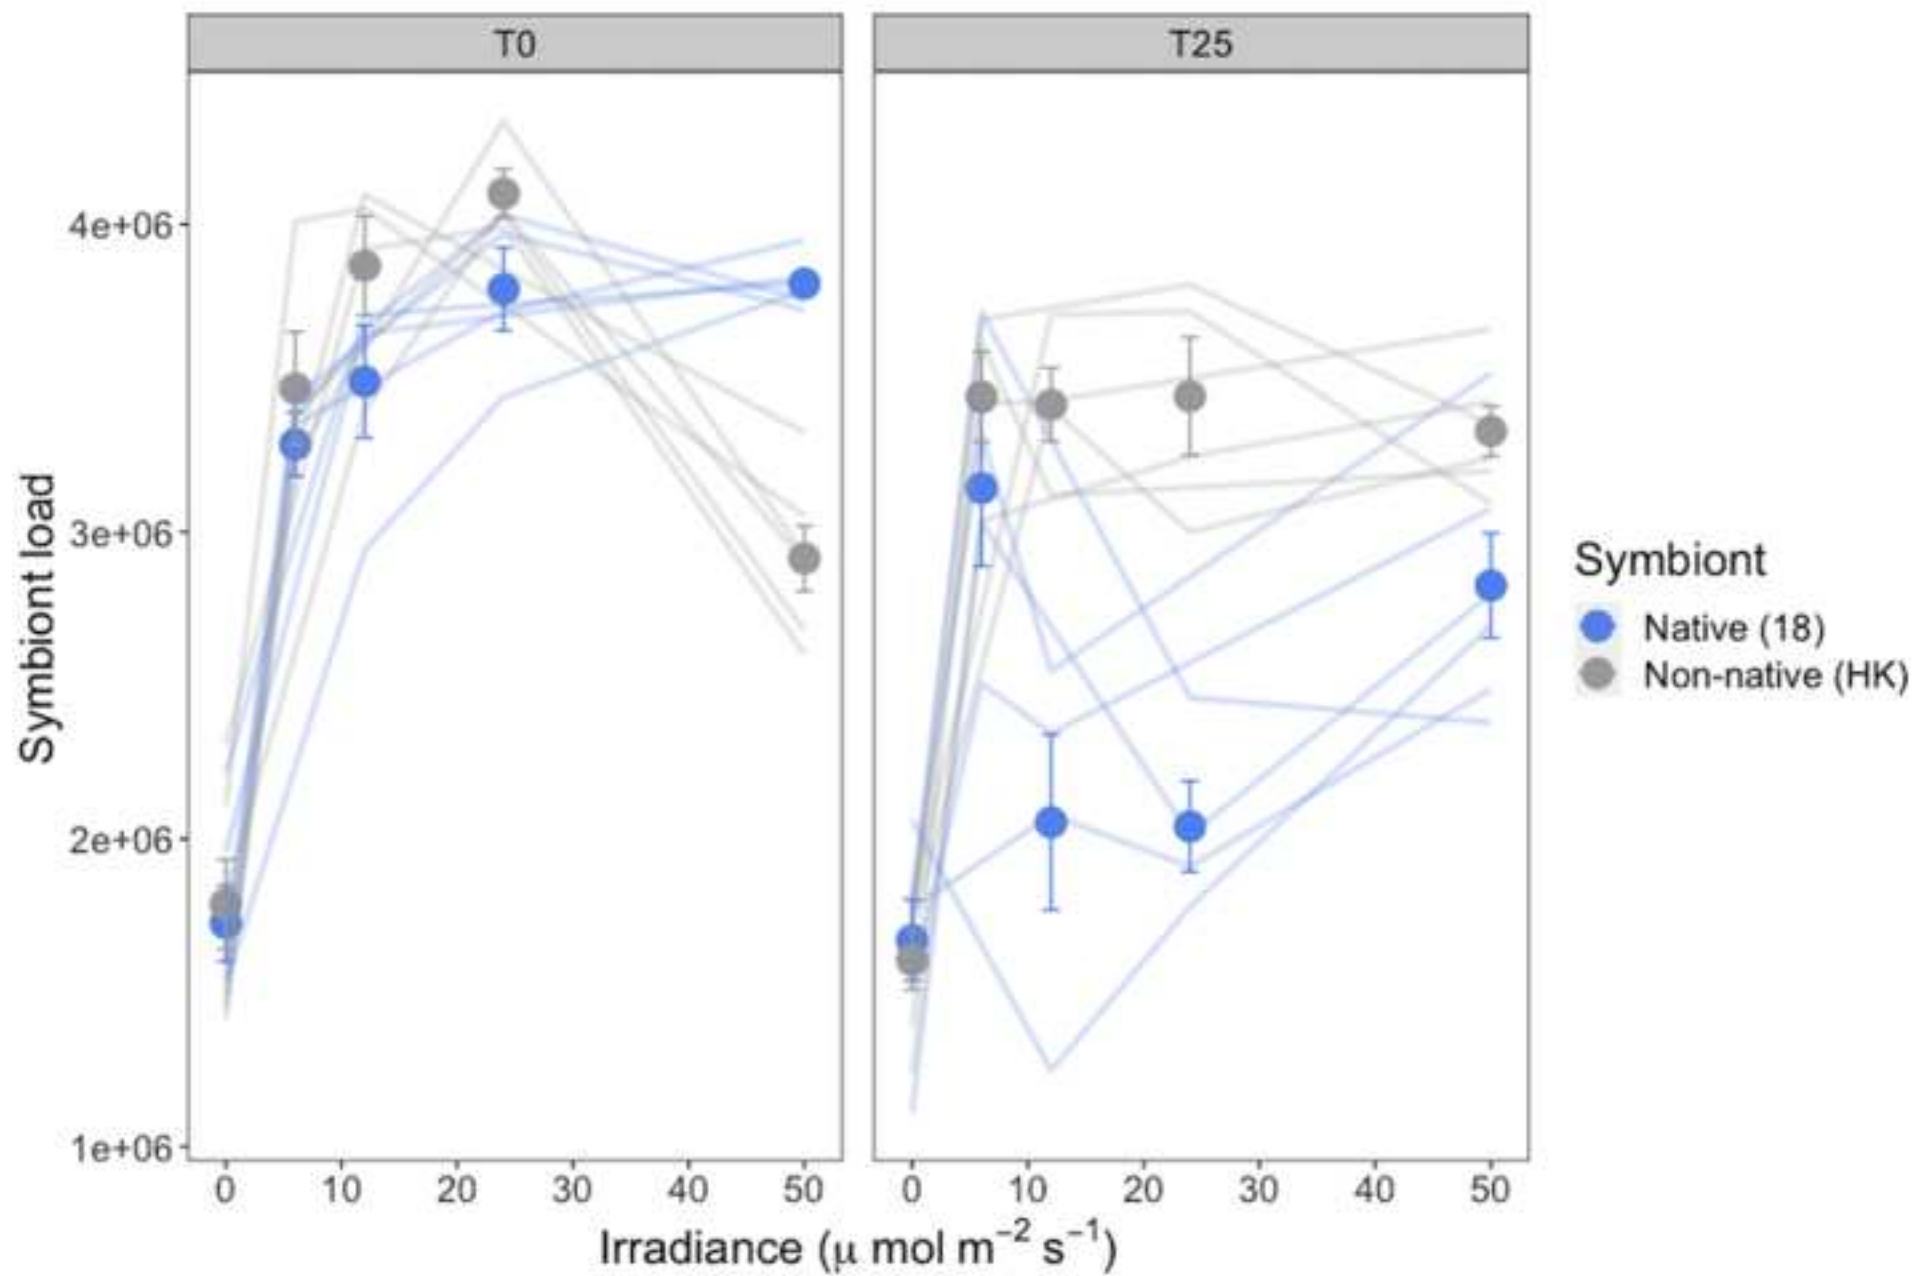 T0
T25
4e+06
3e+06
2e+06
1e+06
Symbiont load
0 10 20 30 40 50
0 10 20 30 40 50
Irradiance (μ mol m⁻² s⁻¹)
Symbiont
Native (18)
Non-native (HK)